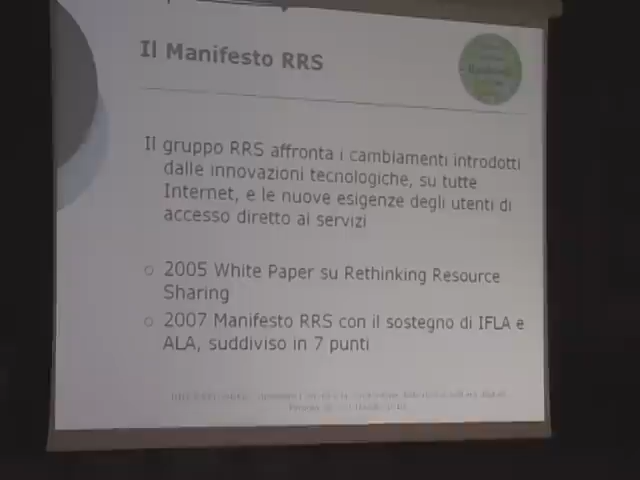 Il Manifesto RRS
Il gruppo RRS affronta i cambiamenti introdotti
dalle innovazioni tecnologiche, su tutte
Internet, e le nuove esigenze degli utenti di
accesso diretto ai servizi
2005 White Paper su Rethinking Resource
Sharing
2007 Manifesto RRS con il sostegno di IFLA e
ALA, suddiviso in 7 punti